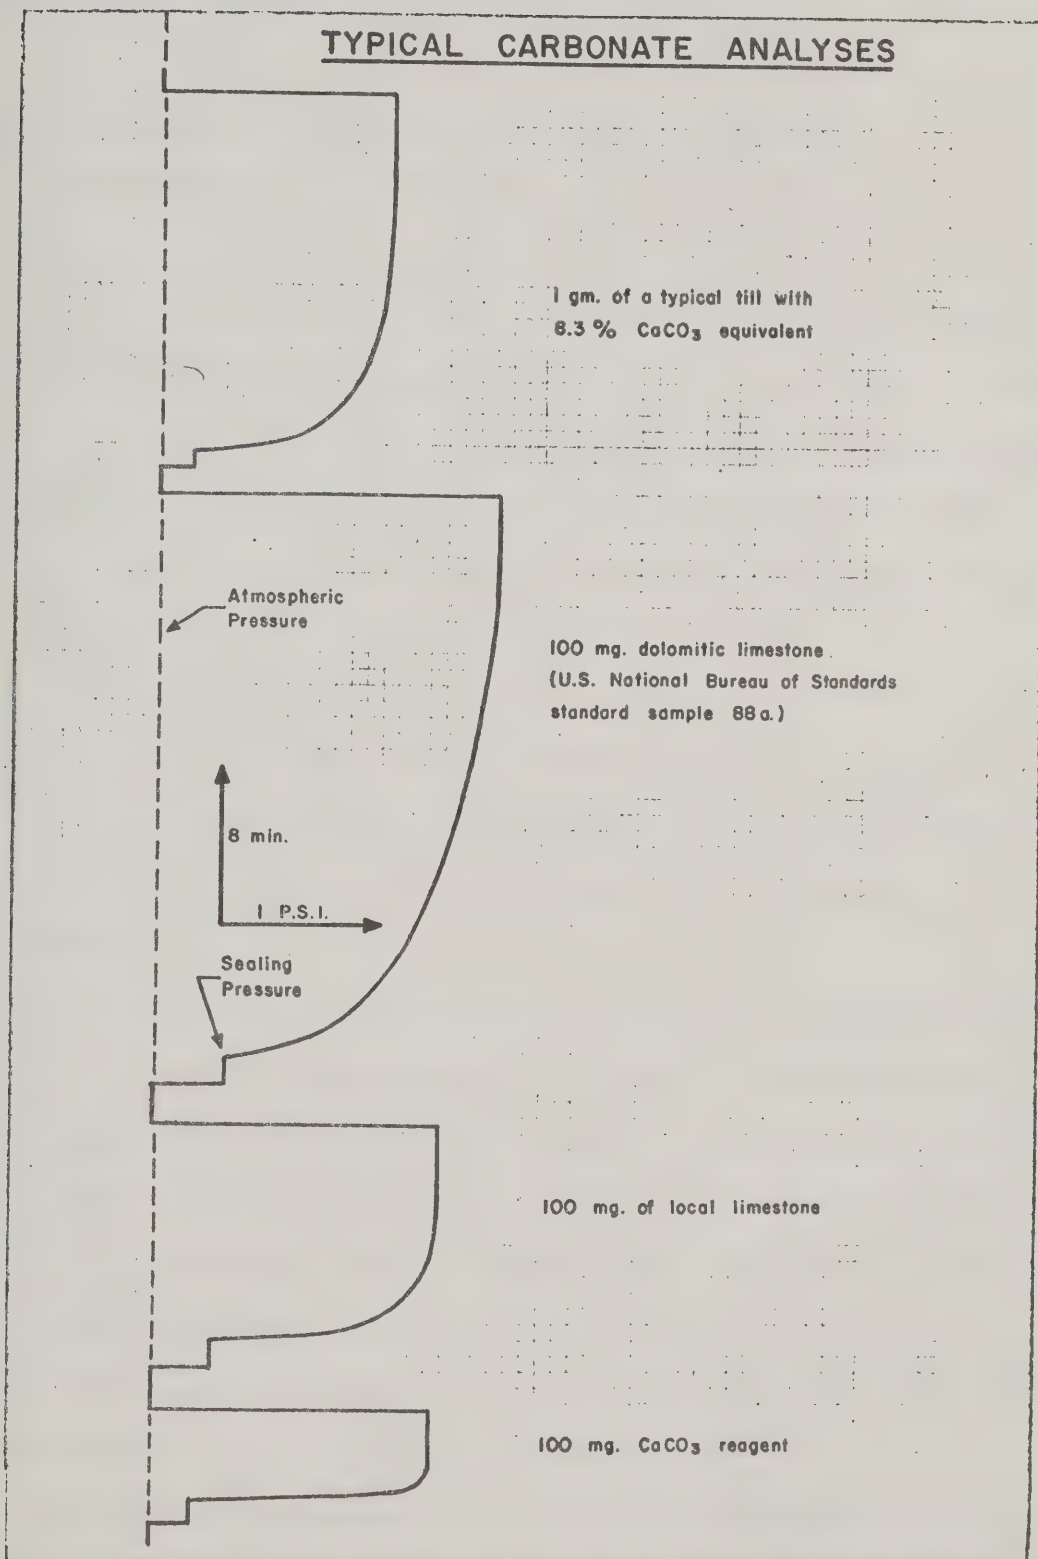 TYPICAL CARBONATE ANALYSES
1 gm. of a typical till with
8.3 % CaCO₃ equivalent
Atmospheric
Pressure
100 mg. dolomitic limestone
(U.S. National Bureau of Standards
standard sample 88a.)
8 min.
1 P.S.I.
Sealing
Pressure
100 mg. of local limestone
100 mg. CaCO₃ reagent